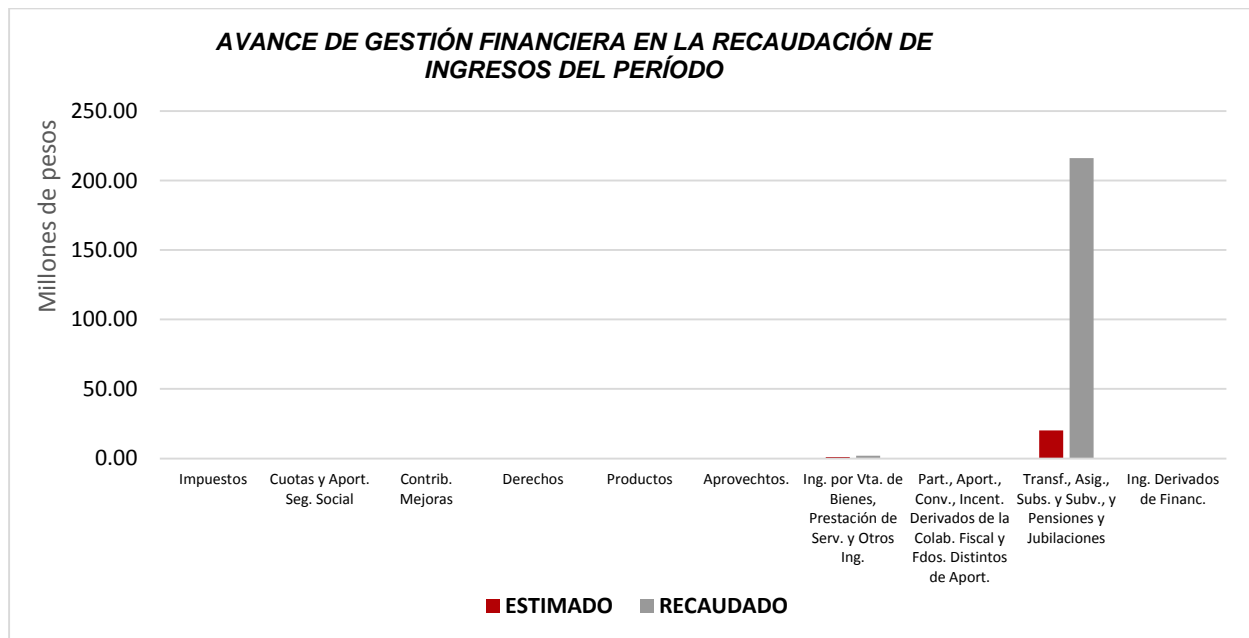 AVANCE DE GESTIÓN FINANCIERA EN LA RECAUDACIÓN DE
INGRESOS DEL PERÍODO
Millones de pesos
250.00
200.00
150.00
100.00
50.00
0.00
Impuestos
Cuotas y Aport.
Seg. Social
Contrib.
Mejoras
Derechos
Productos
Aprovechtos.
Ing. por Vta. de
Bienes,
Prestación de
Serv. y Otros
Ing.
Part., Aport.,
Conv., Incent.
Derivados de la
Colab. Fiscal y
Fdos. Distintos
de Aport.
Transf., Asig.,
Subs. y Subv., y
Pensiones y
Jubilaciones
Ing. Derivados
de Financ.
ESTIMADO
RECAUDADO